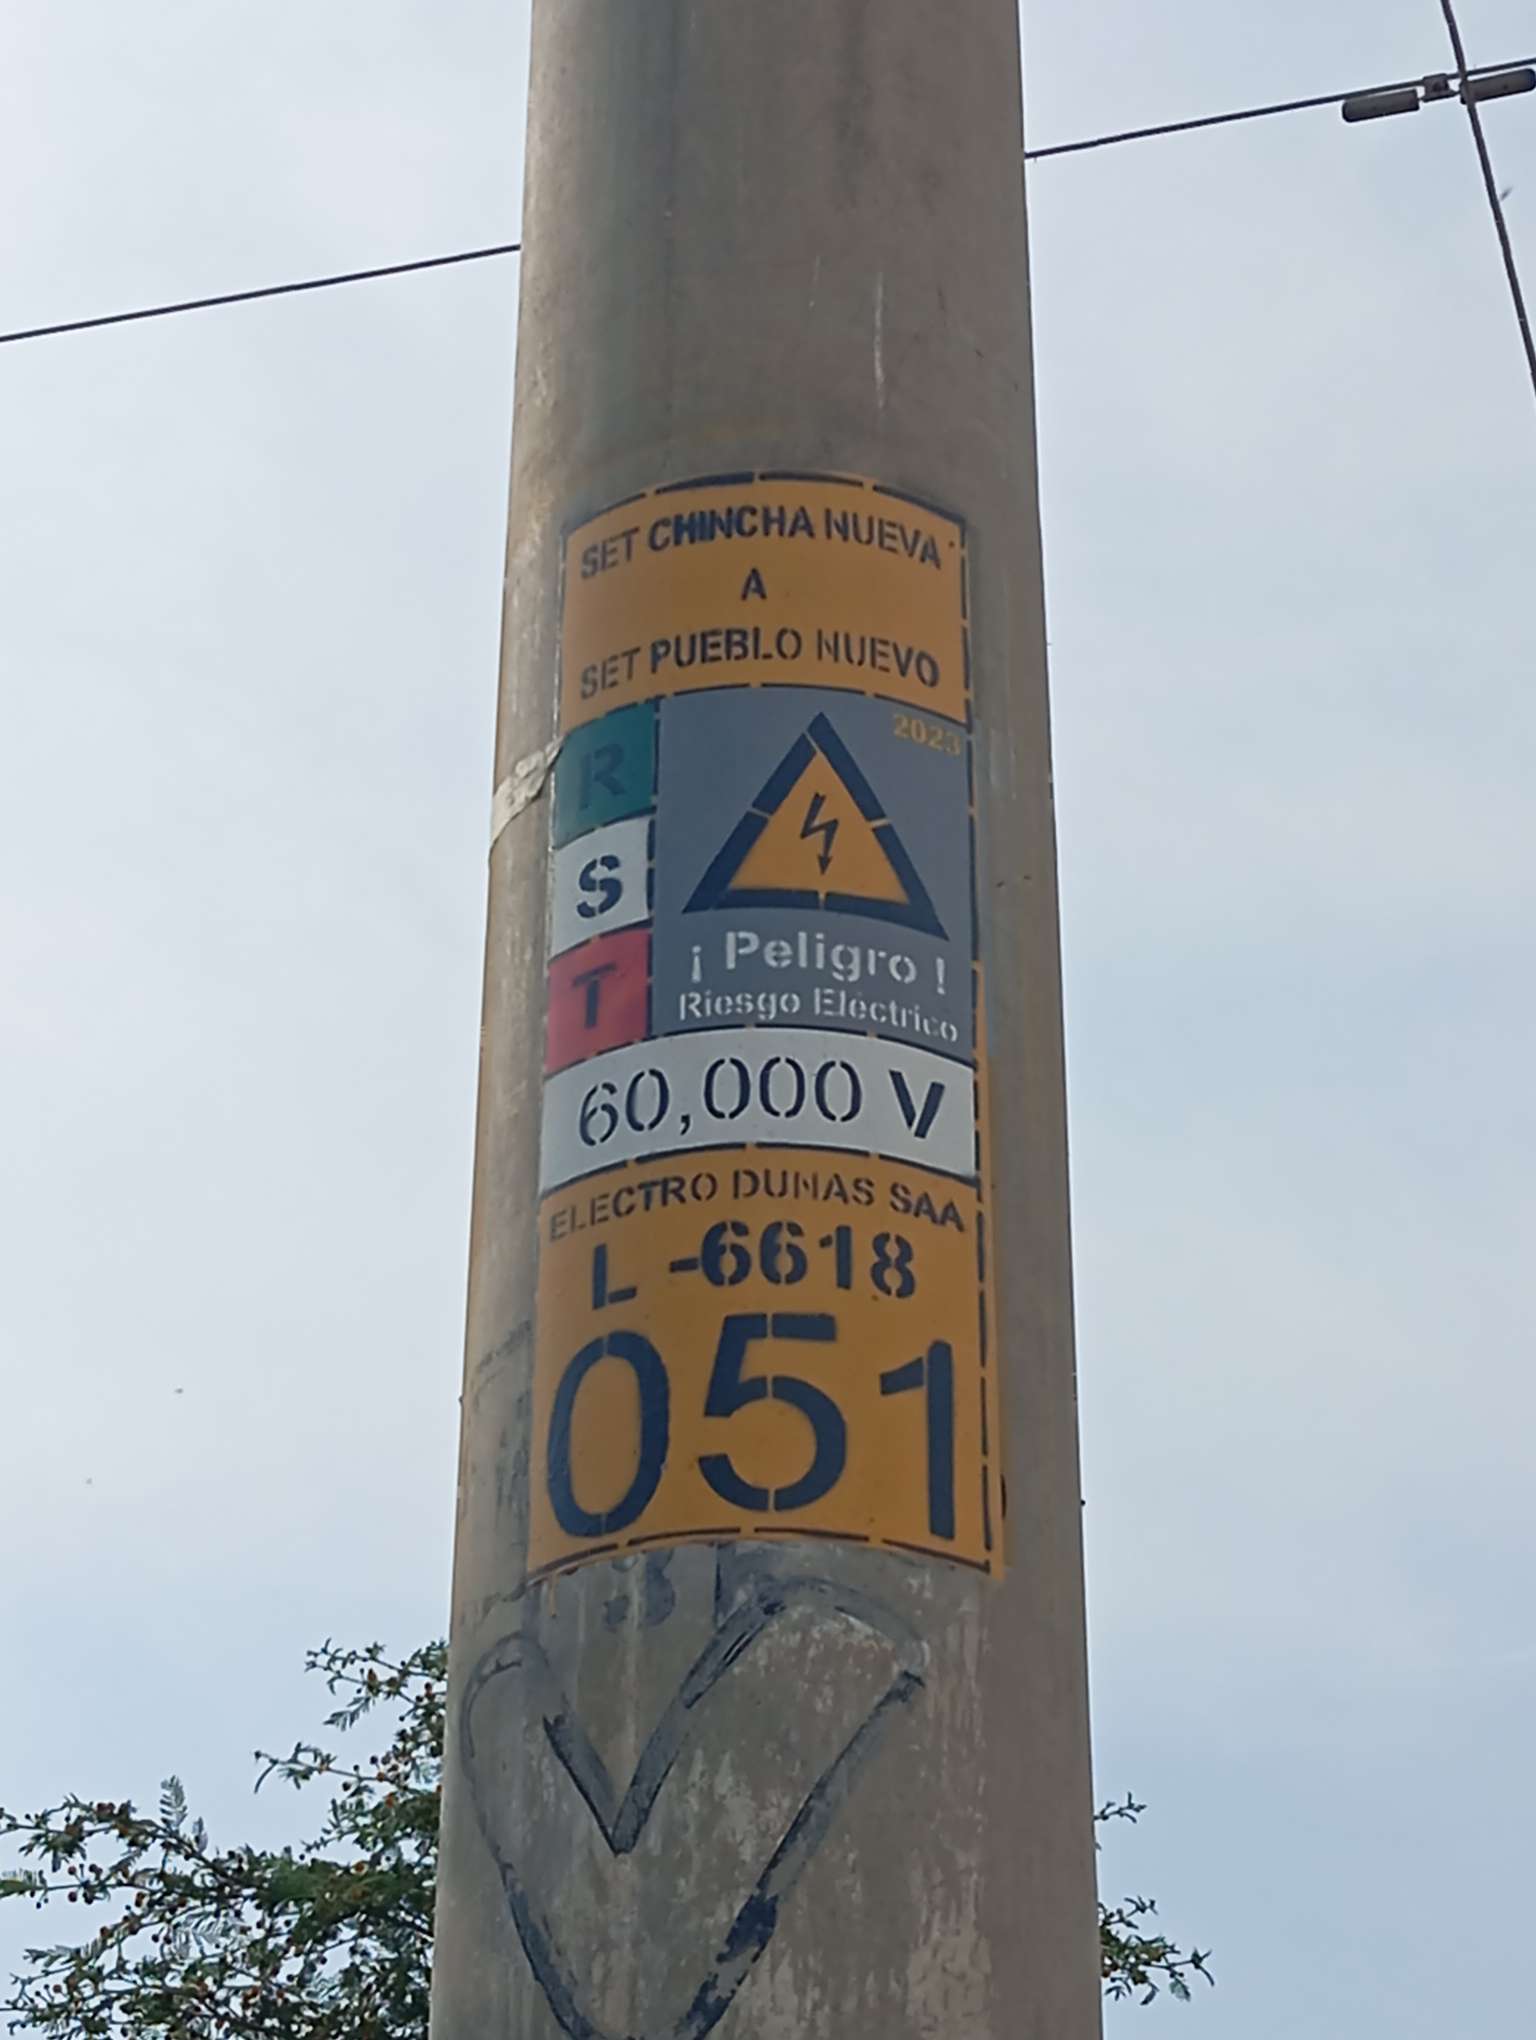 SET CHINCHA NUEVA
A
SET PUEBLO NUEVO
2023
R
S
T
¡ Peligro !
Riesgo Eléctrico
60,000 V
ELECTRO DUNAS SAA
L -6618
051